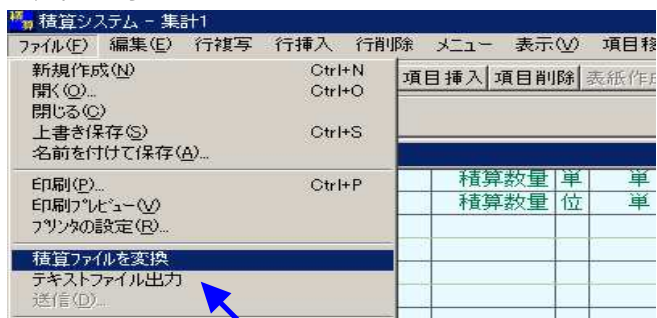 積算システム - 集計1
ファイル(F) 編集(E) 行複写 行挿入 行削除 メニュー 表示(V) 項目移
新規作成(N) Ctrl+N
開く(O)... Ctrl+O
閉じる(C)
上書き保存(S) Ctrl+S
名前を付けて保存(A)...
印刷(P)... Ctrl+P
印刷プレビュー(V)
プリンタの設定(R)...
積算ファイルを変換
テキストファイル出力
送信(D)...
項目挿入 項目削除 表紙作成
積算数量 単 単
積算数量 位 単